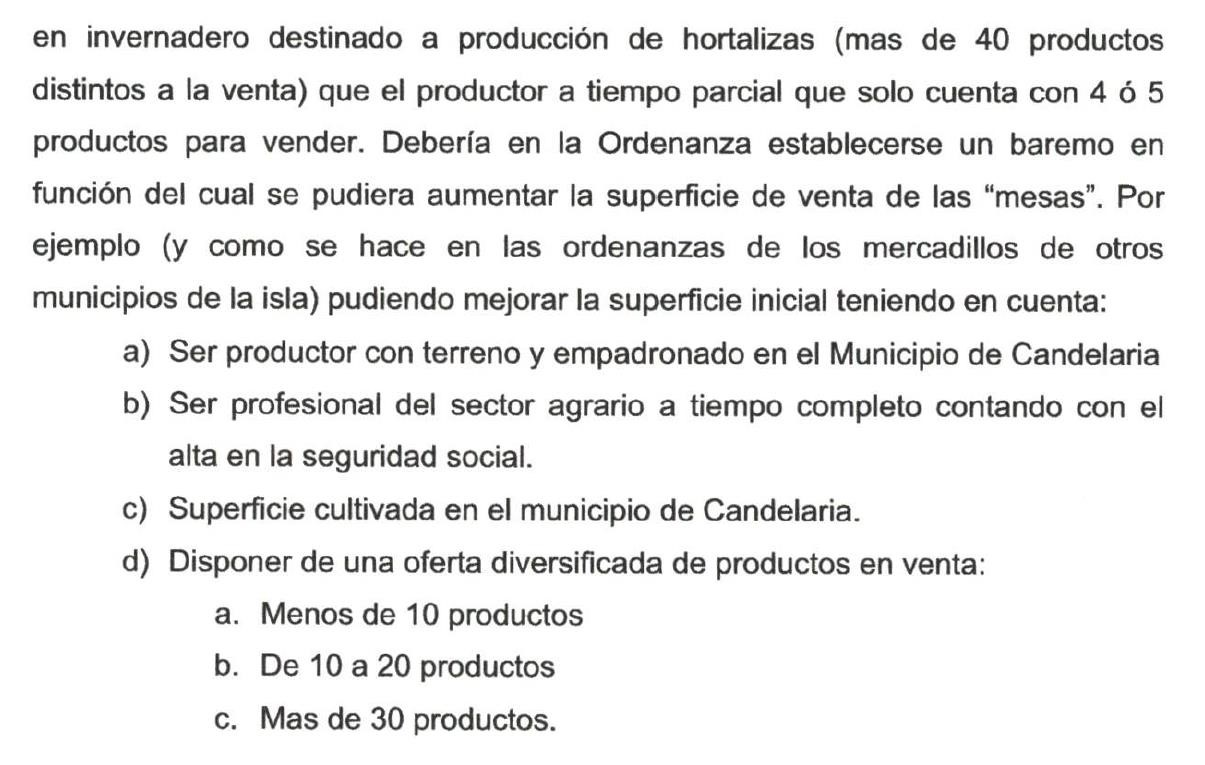 en invernadero destinado a producción de hortalizas (mas de 40 productos
distintos a la venta) que el productor a tiempo parcial que solo cuenta con 4 ó 5
productos para vender. Debería en la Ordenanza establecerse un baremo en
función del cual se pudiera aumentar la superficie de venta de las “mesas”. Por
ejemplo (y como se hace en las ordenanzas de los mercadillos de otros
municipios de la isla) pudiendo mejorar la superficie inicial teniendo en cuenta:
a) Ser productor con terreno y empadronado en el Municipio de Candelaria
b) Ser profesional del sector agrario a tiempo completo contando con el
alta en la seguridad social.
c) Superficie cultivada en el municipio de Candelaria.
d) Disponer de una oferta diversificada de productos en venta:
a. Menos de 10 productos
b. De 10 a 20 productos
c. Mas de 30 productos.